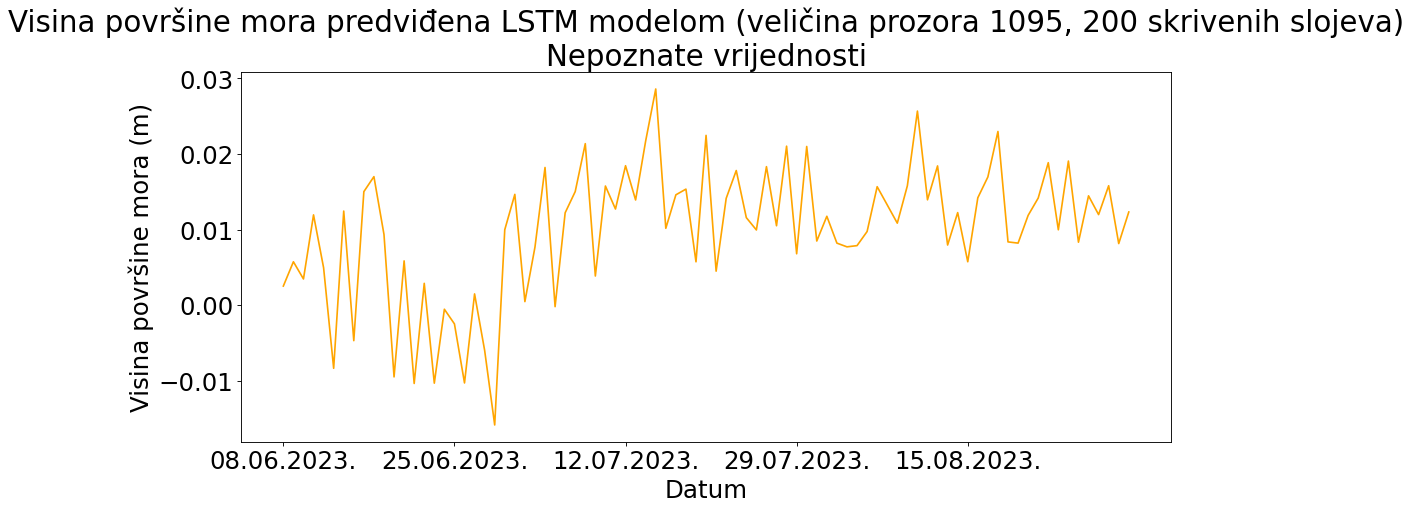 Visina površine mora predviđena LSTM modelom (veličina prozora 1095, 200 skrivenih slojeva)
Nepoznate vrijednosti
Visina površine mora (m)
0.03
0.02
0.01
0.00
−0.01
08.06.2023. 25.06.2023. 12.07.2023. 29.07.2023. 15.08.2023.
Datum